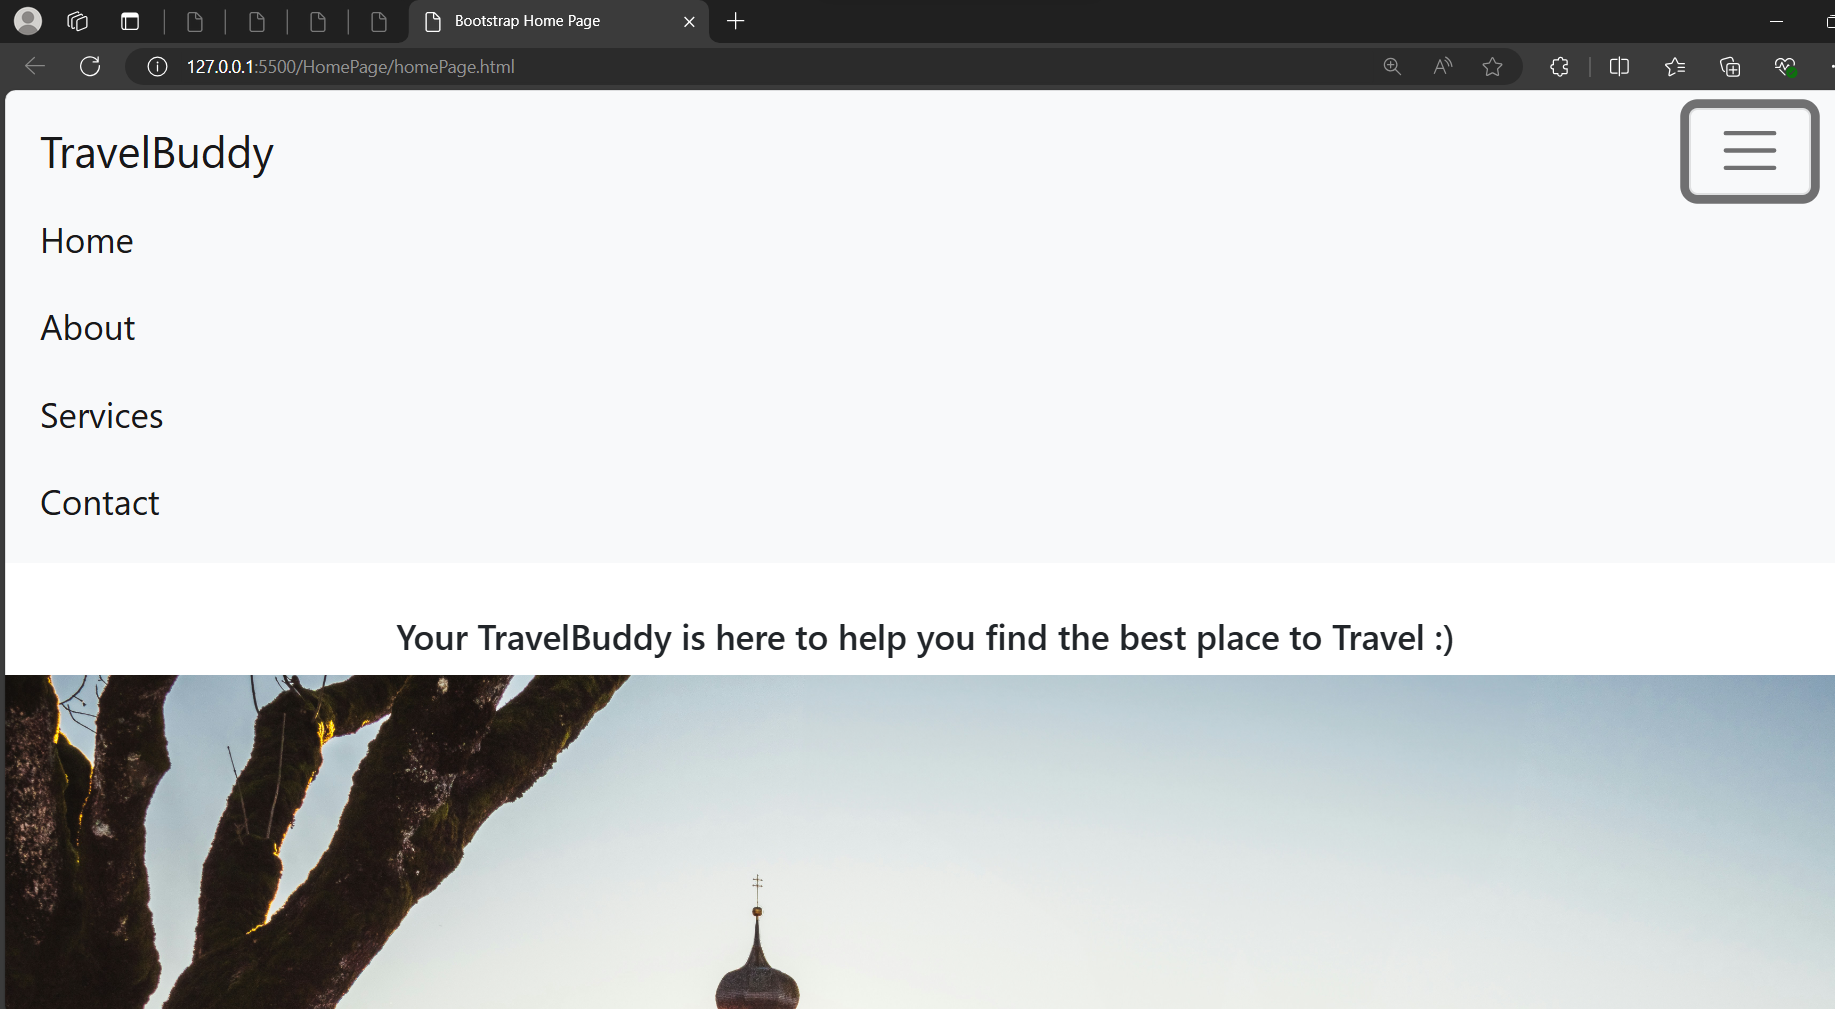 Bootstrap Home Page
127.0.0.1:5500/HomePage/homePage.html
TravelBuddy
Home
About
Services
Contact
Your TravelBuddy is here to help you find the best place to Travel :)